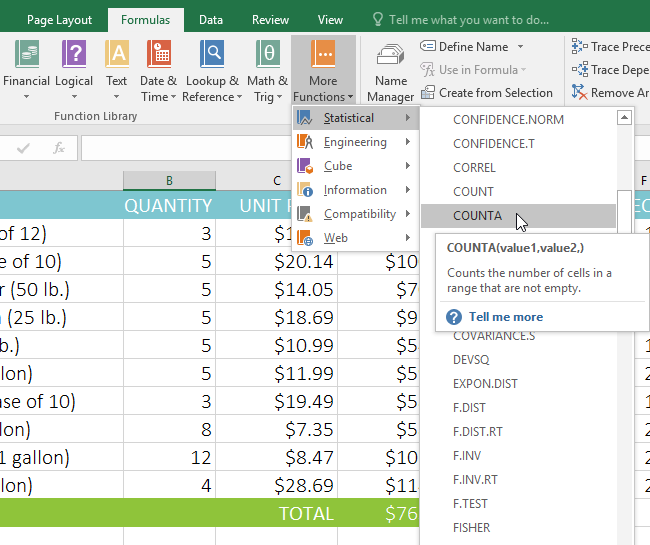 Page Layout Formulas Data Review View Tell me what you want to do...
Financial Logical Text Date & Time Lookup & Reference Math & Trig More Functions Name Manager
Define Name
Use in Formula
Create from Selection
Trace Prece
Trace Depe
Remove Ar
Function Library
fx
Statistical
Engineering
Cube
Information
Compatibility
Web
CONFIDENCE.NORM
CONFIDENCE.T
CORREL
COUNT
COUNTA
COUNTA(value1,value2,)
Counts the number of cells in a
range that are not empty.
Tell me more
COVARIANCE.S
DEVSQ
EXPON.DIST
F.DIST
F.DIST.RT
F.INV
F.INV.RT
F.TEST
FISHER
B C F
QUANTITY UNIT
of 12) 3 $1
e of 10) 5 $20.14 $10
r (50 lb.) 5 $14.05 $7
(25 lb.) 5 $18.69 $9
b.) 5 $10.99 $5
lon) 5 $11.99 $5
ase of 10) 3 $19.49 $5
lon) 8 $7.35 $5
1 gallon) 12 $8.47 $10
lon) 4 $28.69 $11
TOTAL $76